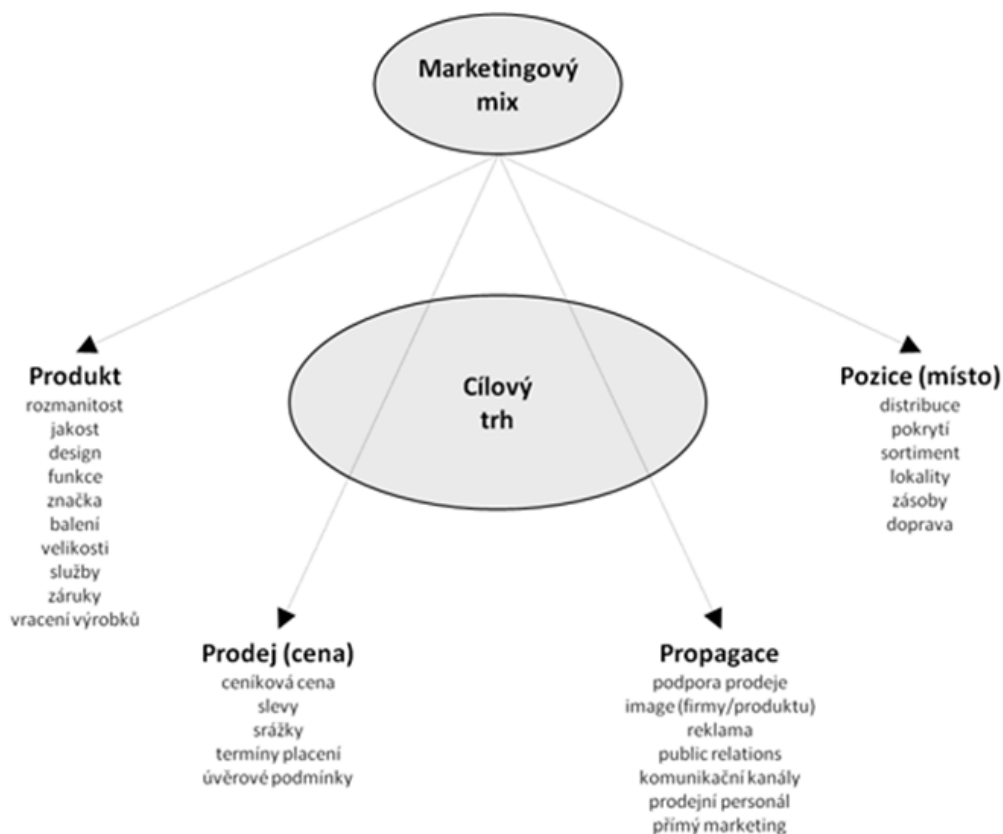 Marketingový
mix
Cílový
trh
Produkt
rozmanitost
jakost
design
funkce
značka
balení
velikosti
služby
záruky
vracení výrobků
Pozice (místo)
distribuce
pokrytí
sortiment
lokality
zásoby
doprava
Prodej (cena)
ceníková cena
slevy
srážky
termíny placení
úvěrové podmínky
Propagace
podpora prodeje
image (firmy/produktu)
reklama
public relations
komunikační kanály
prodejní personál
přímý marketing